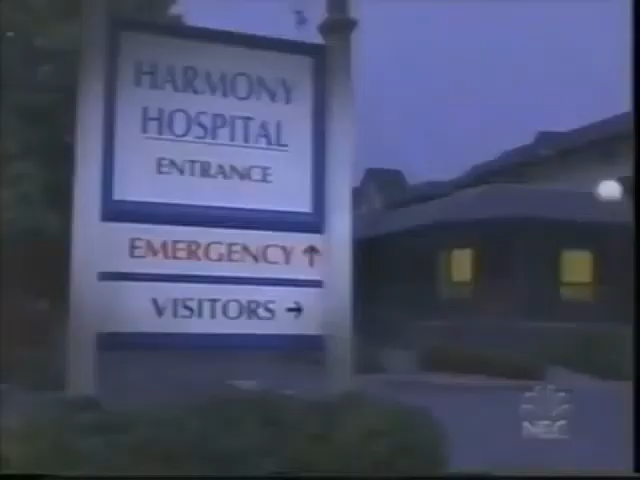 HARMONY
HOSPITAL
ENTRANCE
EMERGENCY ↑
VISITORS →
NBC